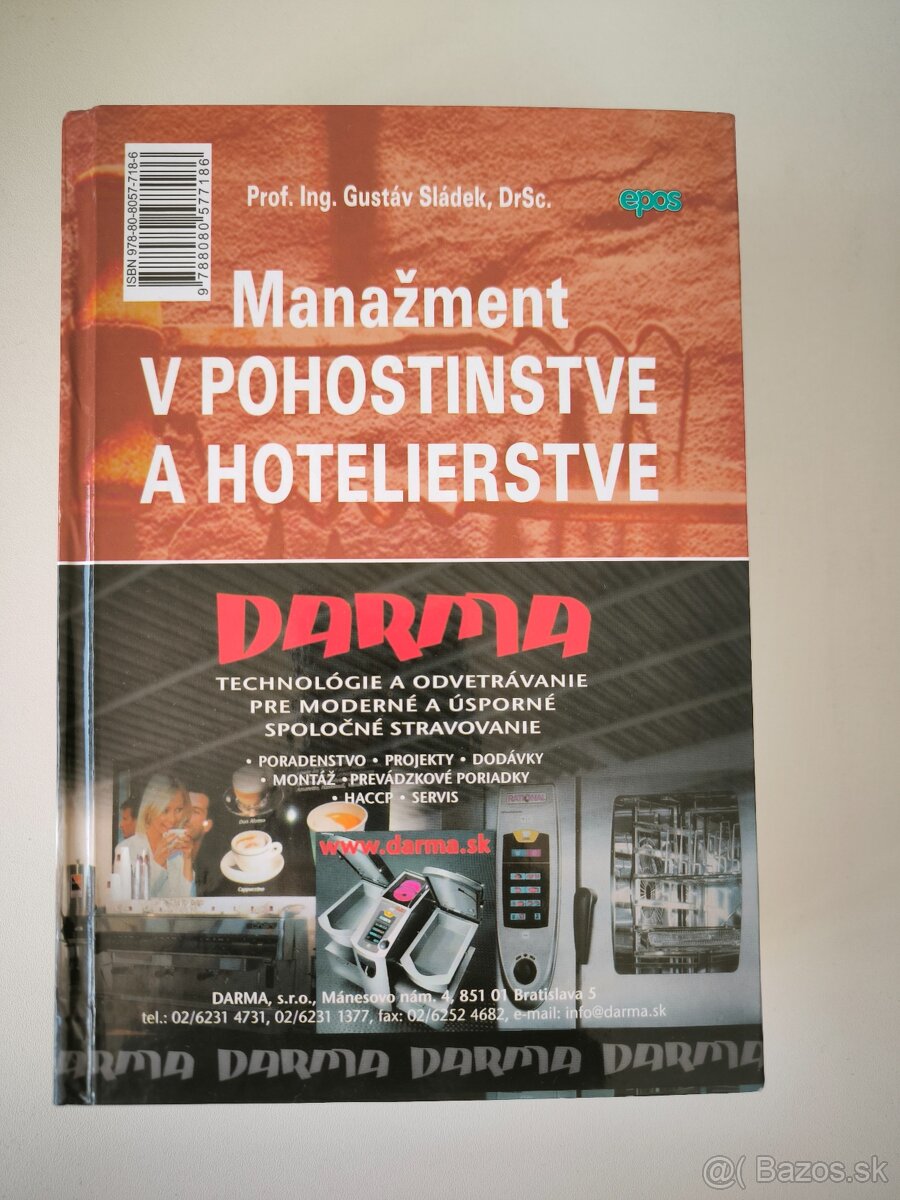 ISBN 978-80-8057-718-6
9 788080 577186
Prof. Ing. Gustáv Sládek, DrSc.
epos
Manažment
V POHOSTINSTVE
A HOTELIERSTVE
DARMA
TECHNOLÓGIE A ODVETRÁVANIE
PRE MODERNÉ A ÚSPORNÉ
SPOLOČNÉ STRAVOVANIE
• PORADENSTVO • PROJEKTY • DODÁVKY
• MONTÁŽ • PREVÁDZKOVÉ PORIADKY
• HACCP • SERVIS
RATIONAL
Don Alonso
Cappuccino
www.darma.sk
DARMA, s.r.o., Mánesovo nám. 4, 851 01 Bratislava 5
tel.: 02/6231 4731, 02/6231 1377, fax: 02/6252 4682, e-mail: info@darma.sk
DARMA DARMA DARMA DARMA
@( Bazos.sk